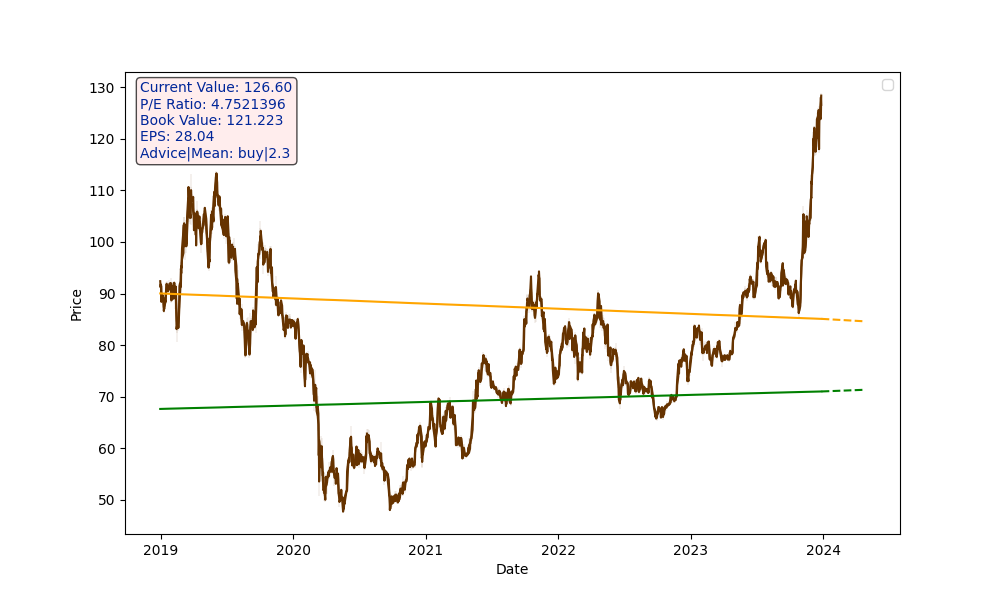 Current Value: 126.60
P/E Ratio: 4.7521396
Book Value: 121.223
EPS: 28.04
Advice|Mean: buy|2.3
130
120
110
100
90
80
70
60
50
Price
2019 2020 2021 2022 2023 2024
Date